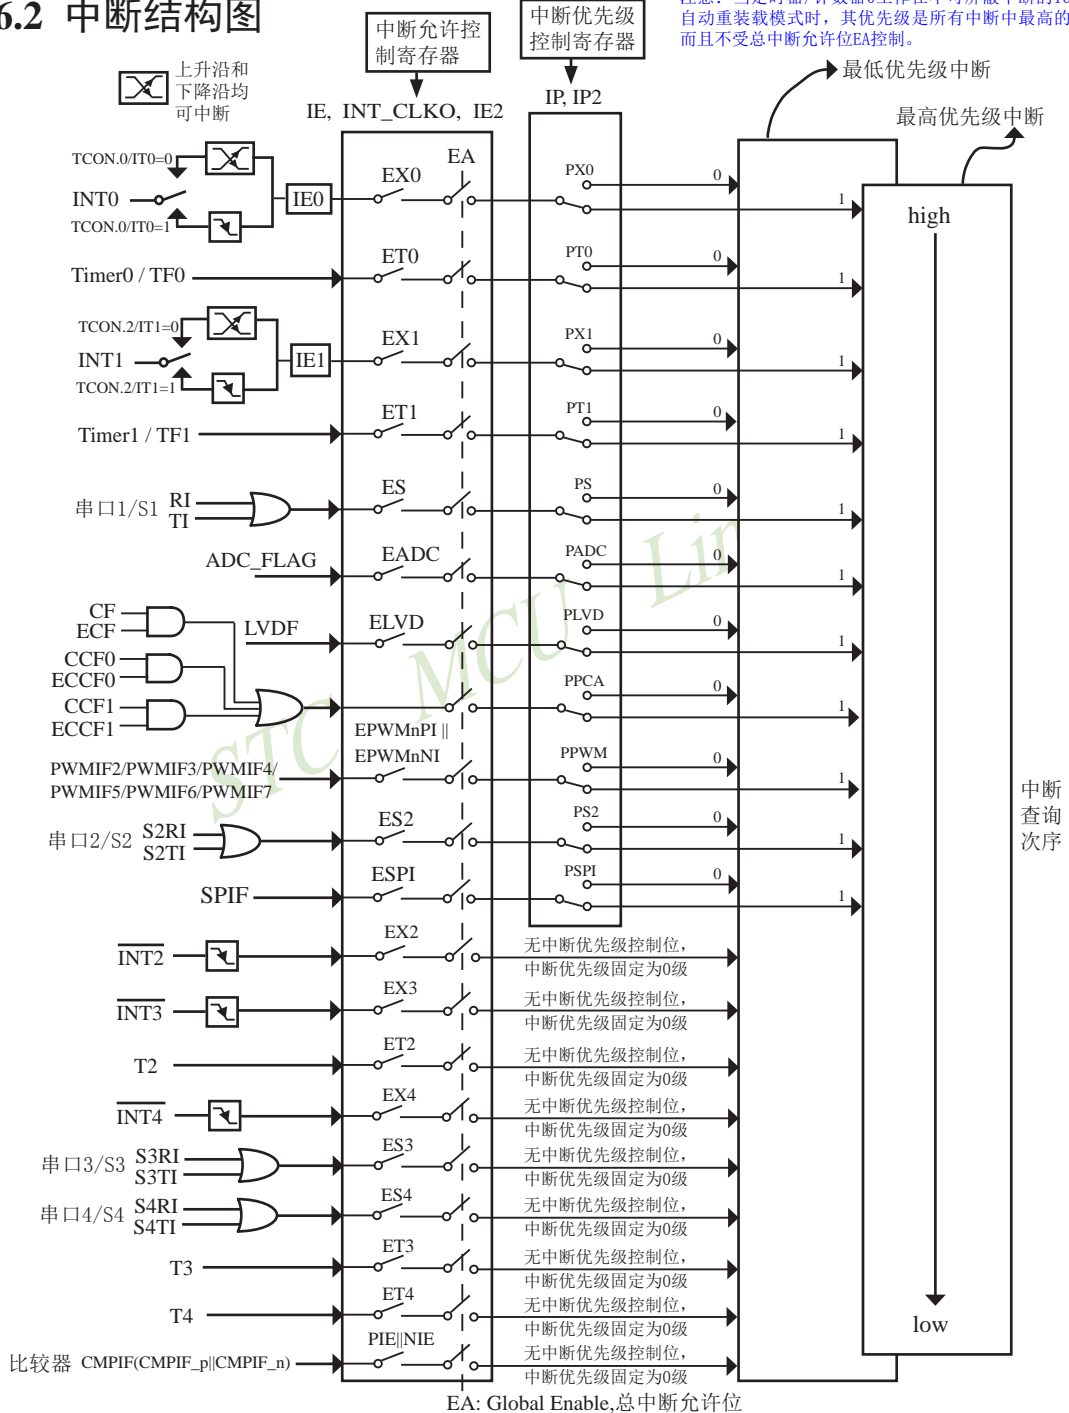 6.2 中断结构图
自动重装载模式时，其优先级是所有中断中最高的
而且不受总中断允许位EA控制。
中断允许控
制寄存器
中断优先级
控制寄存器
上升沿和
下降沿均
可中断
IE, INT_CLKO, IE2
IP, IP2
最低优先级中断
最高优先级中断
EA
TCON.0/IT0=0
INT0
TCON.0/IT0=1
IE0
EX0
PX0
0
1
high
Timer0 / TF0
ET0
PT0
0
1
TCON.2/IT1=0
INT1
TCON.2/IT1=1
IE1
EX1
PX1
0
1
Timer1 / TF1
ET1
PT1
0
1
串口1/S1
RI
TI
ES
PS
0
1
ADC_FLAG
EADC
PADC
0
1
CF
ECF
LVDF
ELVD
PLVD
0
1
CCF0
ECCF0
CCF1
ECCF1
PPCA
0
1
EPWMnPI ||
EPWMnNI
PWMIF2/PWMIF3/PWMIF4/
PWMIF5/PWMIF6/PWMIF7
PPWM
0
1
中断
查询
次序
串口2/S2
S2RI
S2TI
ES2
PS2
0
1
SPIF
ESPI
PSPI
0
1
INT2
EX2
无中断优先级控制位，
中断优先级固定为0级
INT3
EX3
无中断优先级控制位，
中断优先级固定为0级
T2
ET2
无中断优先级控制位，
中断优先级固定为0级
INT4
EX4
无中断优先级控制位，
中断优先级固定为0级
串口3/S3
S3RI
S3TI
ES3
无中断优先级控制位，
中断优先级固定为0级
串口4/S4
S4RI
S4TI
ES4
无中断优先级控制位，
中断优先级固定为0级
T3
ET3
无中断优先级控制位，
中断优先级固定为0级
T4
ET4
无中断优先级控制位，
中断优先级固定为0级
low
比较器 CMPIF(CMPIF_p||CMPIF_n)
PIE||NIE
无中断优先级控制位，
中断优先级固定为0级
EA: Global Enable,总中断允许位
STC MCU